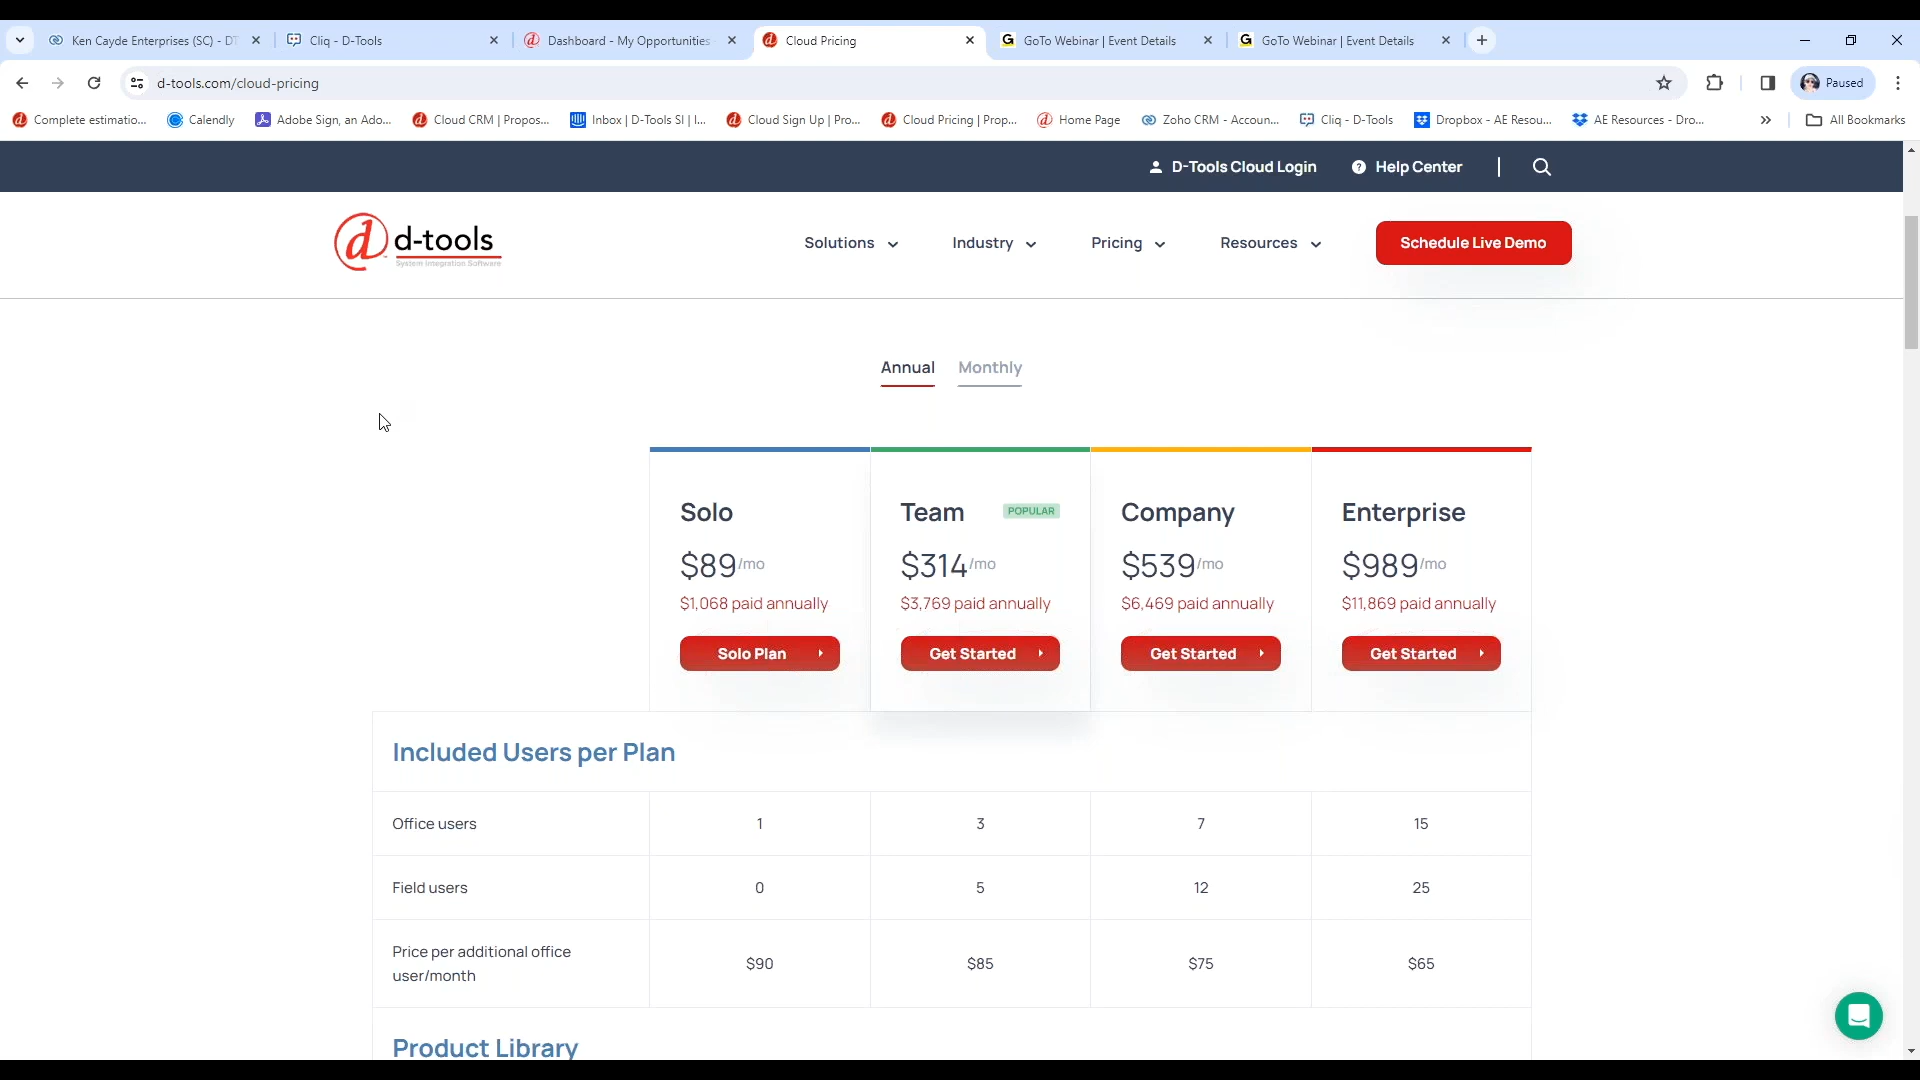 Ken Cayde Enterprises (SC) - DT
Cliq - D-Tools
Dashboard - My Opportunities
Cloud Pricing
GoTo Webinar | Event Details
GoTo Webinar | Event Details
d-tools.com/cloud-pricing
Paused
Complete estimatio...
Calendly
Adobe Sign, an Ado...
Cloud CRM | Propos...
Inbox | D-Tools SI | I...
Cloud Sign Up | Pro...
Cloud Pricing | Prop...
Home Page
Zoho CRM - Accoun...
Cliq - D-Tools
Dropbox - AE Resou...
AE Resources - Dro...
All Bookmarks
D-Tools Cloud Login
Help Center
d-tools
System Integration Software
Solutions
Industry
Pricing
Resources
Schedule Live Demo
Annual
Monthly
Solo
Team POPULAR
Company
Enterprise
$89/mo
$314/mo
$539/mo
$989/mo
$1,068 paid annually
$3,769 paid annually
$6,469 paid annually
$11,869 paid annually
Solo Plan
Get Started
Get Started
Get Started
Included Users per Plan
Office users 1 3 7 15
Field users 0 5 12 25
Price per additional office
user/month
$90 $85 $75 $65
Product Library